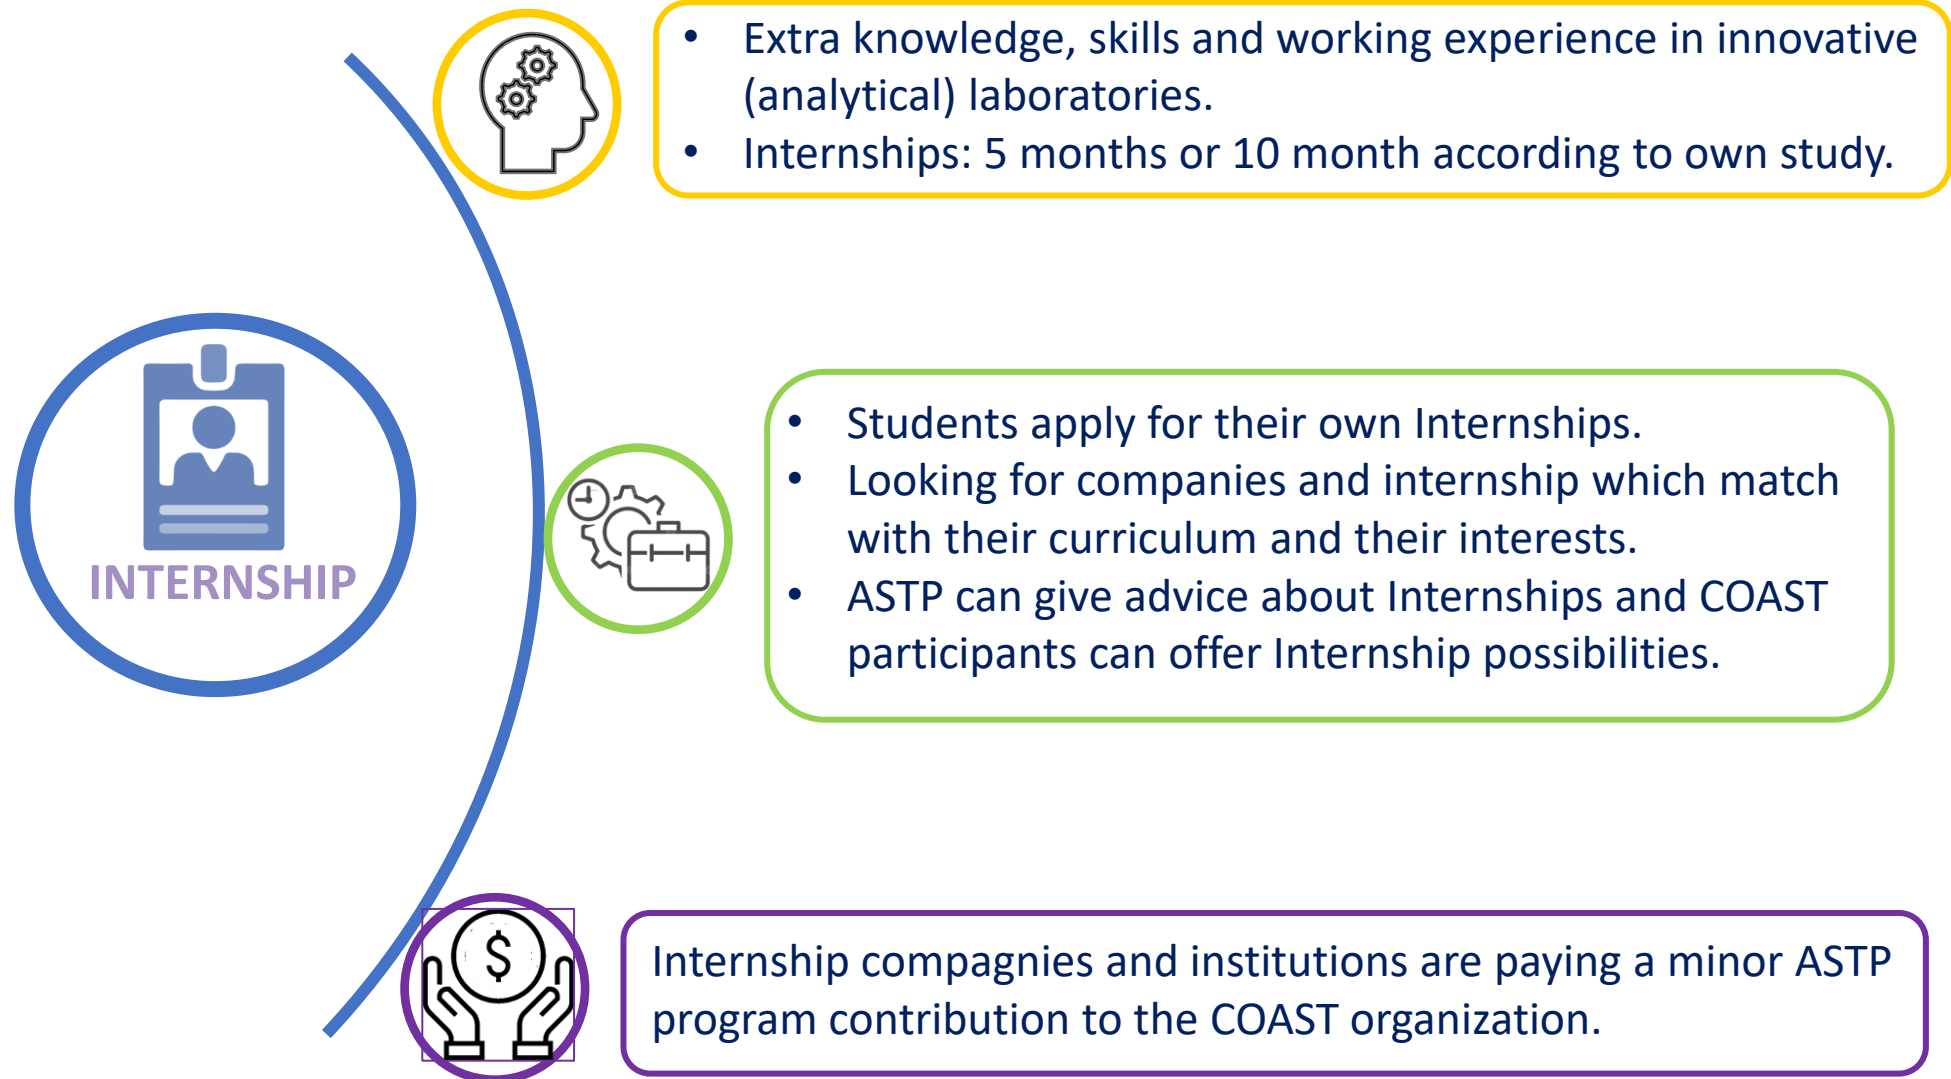 INTERNSHIP
• Extra knowledge, skills and working experience in innovative
(analytical) laboratories.
• Internships: 5 months or 10 month according to own study.
• Students apply for their own Internships.
• Looking for companies and internship which match
with their curriculum and their interests.
• ASTP can give advice about Internships and COAST
participants can offer Internship possibilities.
$
Internship compagnies and institutions are paying a minor ASTP
program contribution to the COAST organization.